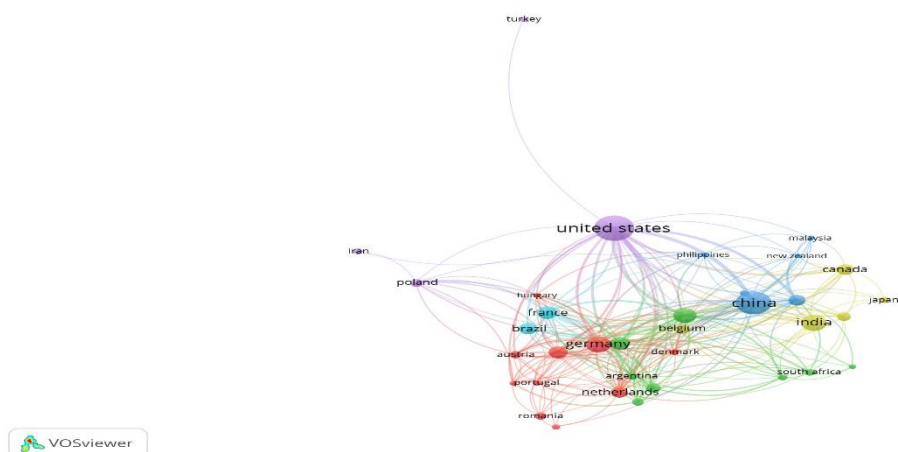 turkey
united states
malaysia
iran
philippines
new zealand
canada
poland
hungary
japan
china
france
india
brazil
belgium
germany
austria
denmark
argentina
south africa
portugal
netherlands
romania
VOSviewer